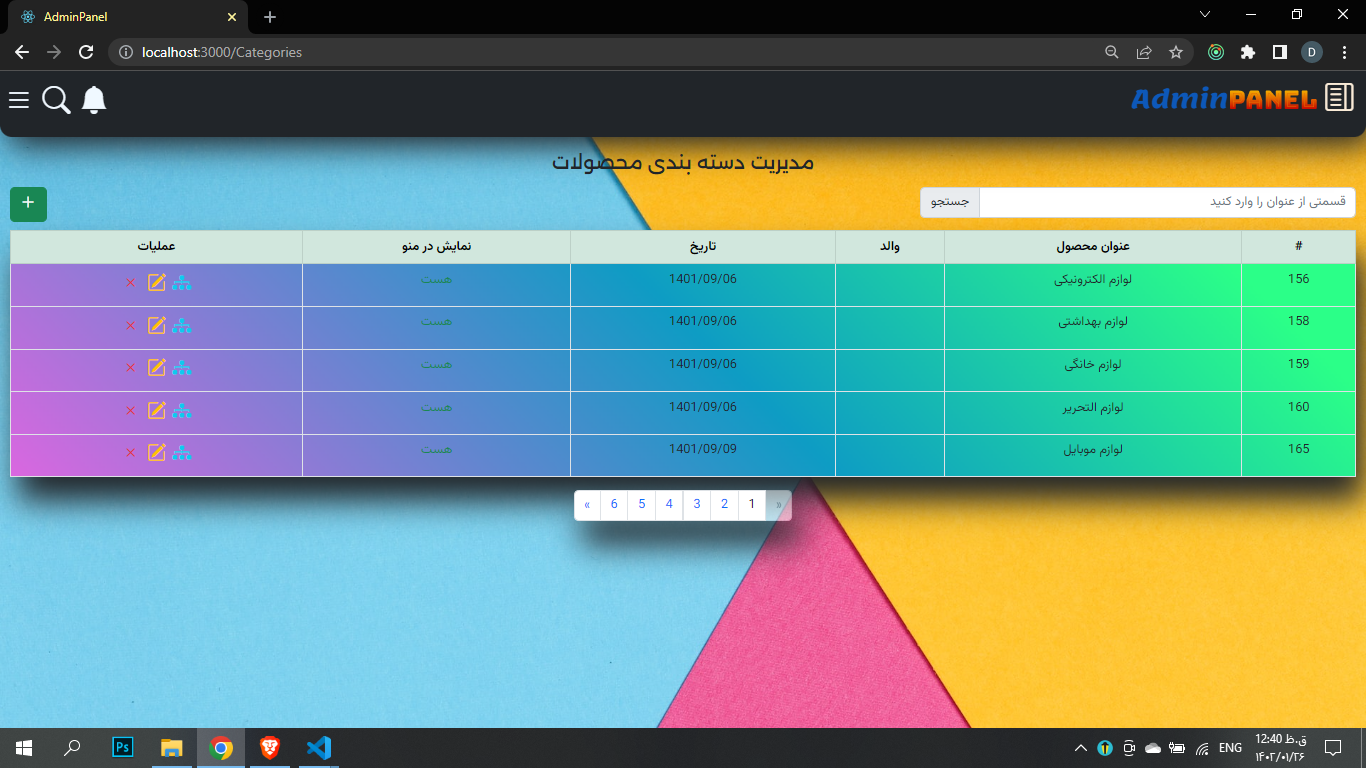 AdminPanel
localhost:3000/Categories
D
AdminPANEL
مدیریت دسته بندی محصولات
قسمتی از عنوان را وارد کنید جستجو +
# عنوان محصول والد تاریخ نمایش در منو عملیات
156 لوازم الکترونیکی 1401/09/06 هست
158 لوازم بهداشتی 1401/09/06 هست
159 لوازم خانگی 1401/09/06 هست
160 لوازم التحریر 1401/09/06 هست
165 لوازم موبایل 1401/09/09 هست
« 6 5 4 3 2 1 »
Ps
ENG
12:40 ق.ظ
۱۴۰۲/۰۱/۲۶